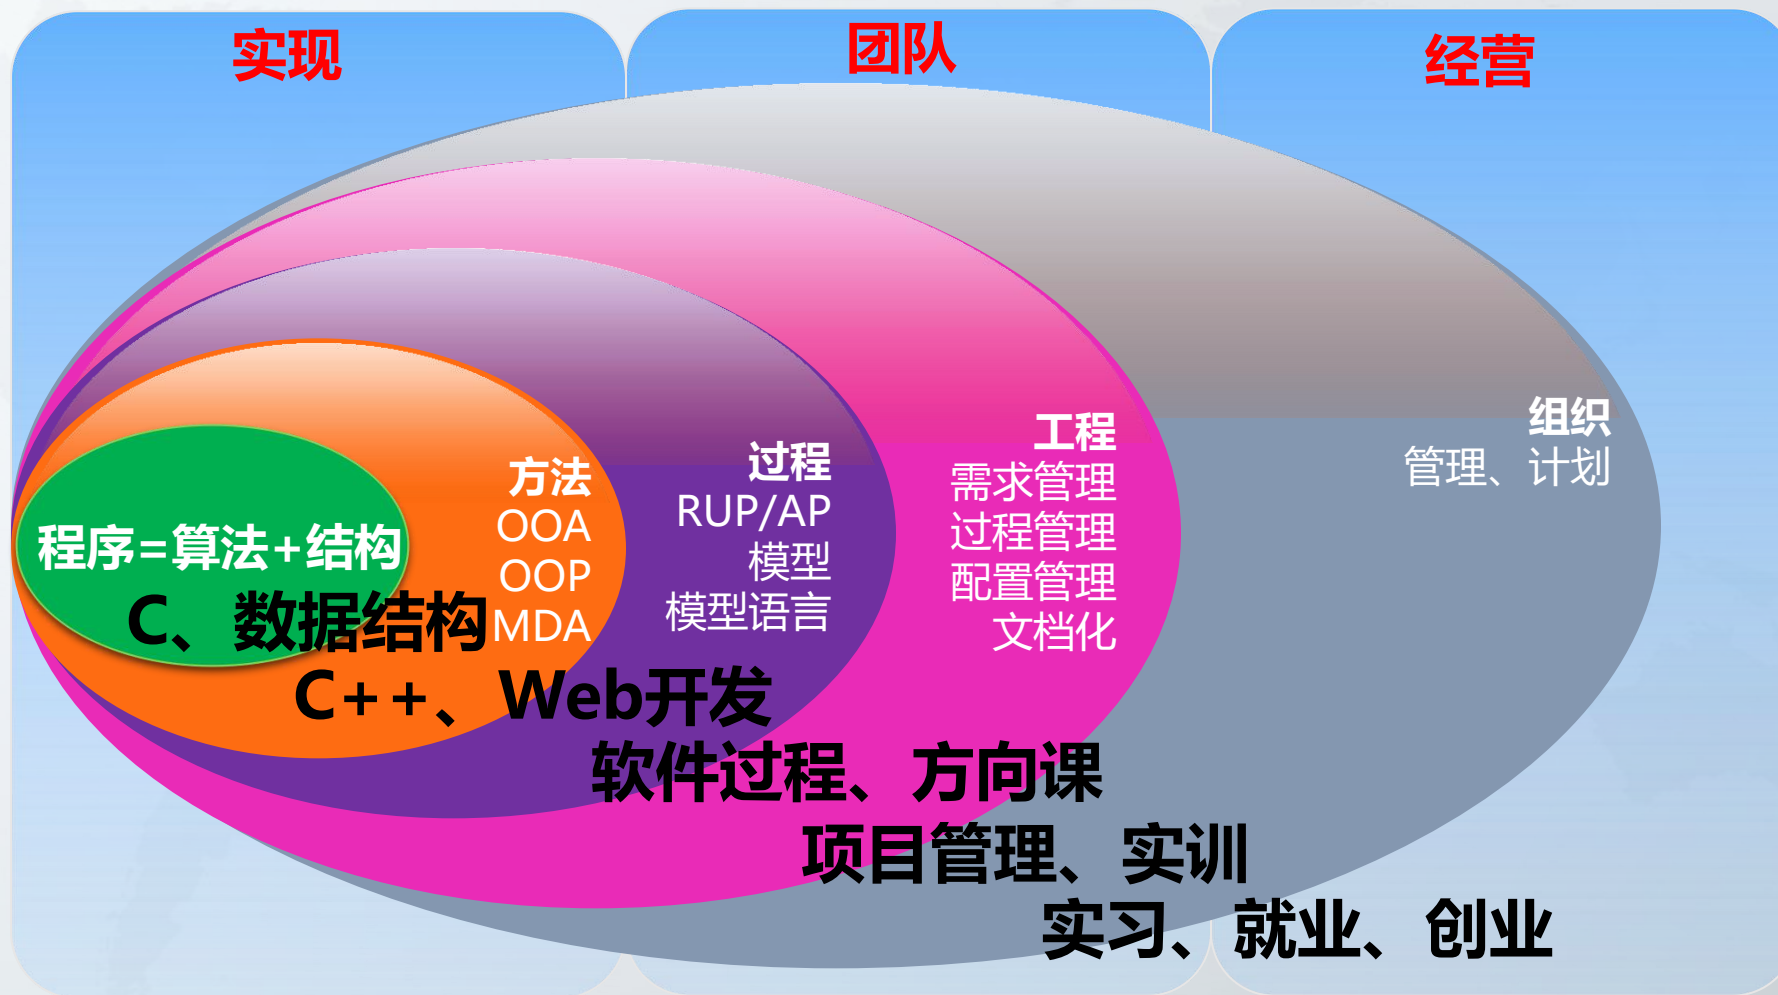 实现
团队
经营
程序=算法+结构
方法
OOA
OOP
MDA
过程
RUP/AP
模型
模型语言
工程
需求管理
过程管理
配置管理
文档化
组织
管理、计划
C、数据结构
C++、Web开发
软件过程、方向课
项目管理、实训
实习、就业、创业